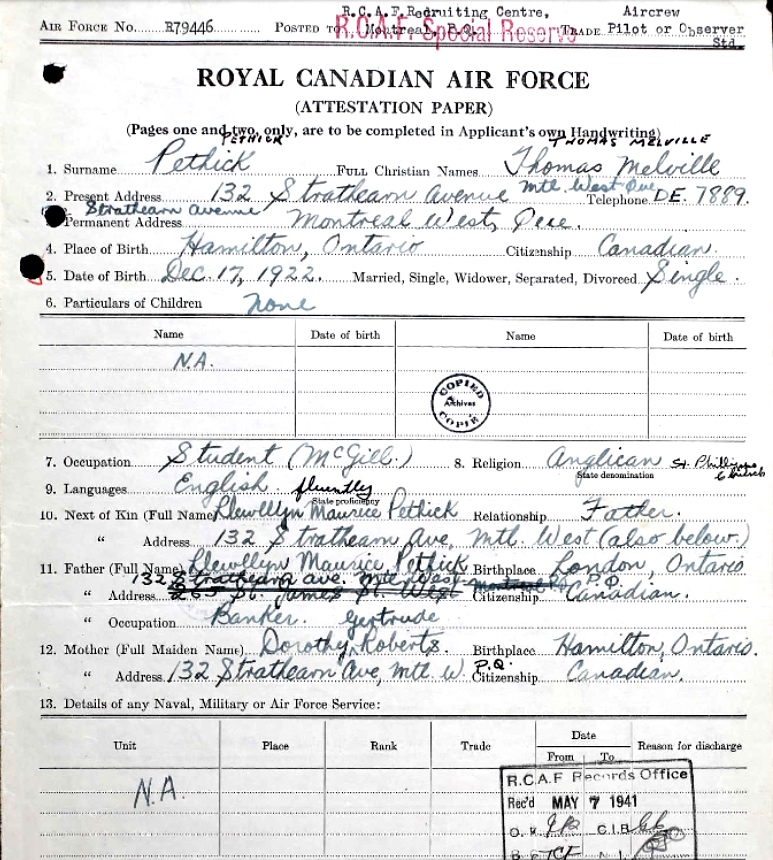 R.C.A.F. Recruiting Centre, Aircrew
AIR FORCE NO. R79446 POSTED TO Montreal, P.Q. TRADE Pilot or Observer
R.C.A.F. Special Reserve Std.
ROYAL CANADIAN AIR FORCE
(ATTESTATION PAPER)
(Pages one and two, only, are to be completed in Applicant's own Handwriting)
PETHICK THOMAS MELVILLE
1. Surname Pethick FULL Christian Names Thomas Melville
2. Present Address 132 Strathearn Avenue Mtl. West Que Telephone DE. 7889.
Strathearn Avenue
Permanent Address Montreal West, Que.
4. Place of Birth Hamilton, Ontario Citizenship Canadian.
5. Date of Birth Dec. 17, 1922. Married, Single, Widower, Separated, Divorced Single.
6. Particulars of Children none
Name Date of birth Name Date of birth
N.A.
COPIED
Archives
COPIÉ
7. Occupation Student (McGill.) 8. Religion Anglican St. Phillips Church
State denomination
9. Languages English fluently
State proficiency
10. Next of Kin (Full Name) Llewellyn Maurice Pethick Relationship Father.
" Address 132 Strathearn Ave, Mtl. West (also below.)
11. Father (Full Name) Llewellyn Maurice Pethick Birthplace London, Ontario
132 Strathearn Ave. Mtl. West P.Q.
" Address 265 St. James St. West Montreal Citizenship Canadian.
" Occupation Banker.
Gertrude
12. Mother (Full Maiden Name) Dorothy Roberts. Birthplace Hamilton, Ontario.
" Address 132 Strathearn Ave, Mtl. W. P.Q. Citizenship Canadian.
13. Details of any Naval, Military or Air Force Service:
Unit Place Rank Trade Date Reason for discharge
From To
N.A.
R.C.A.F Records Office
Rec'd MAY 7 1941
C.I.B.